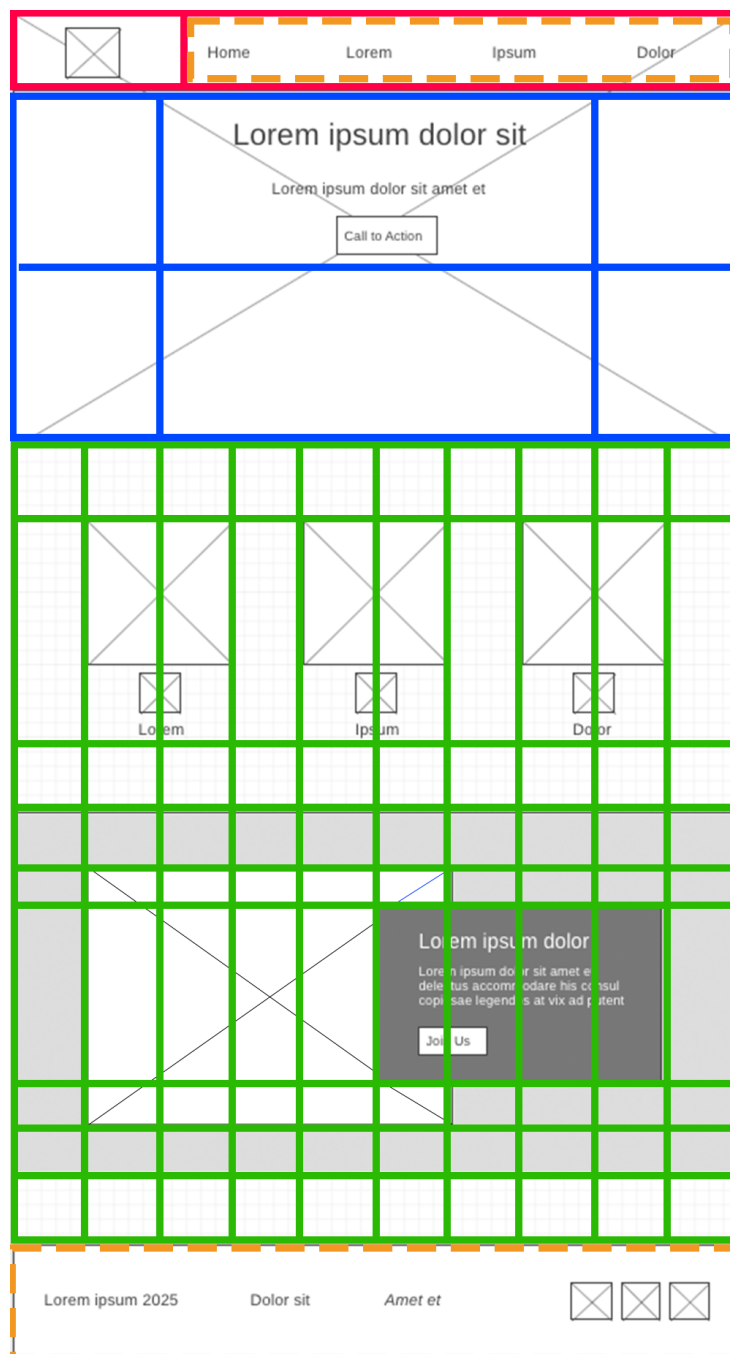 Home Lorem Ipsum Dolor
Lorem ipsum dolor sit
Lorem ipsum dolor sit amet et
Call to Action
Lorem Ipsum Dolor
Lorem ipsum dolor
Lorem ipsum dolor sit amet et
delectus accommodare his consul
copiosae legendos at vix ad putent
Join Us
Lorem ipsum 2025 Dolor sit Amet et